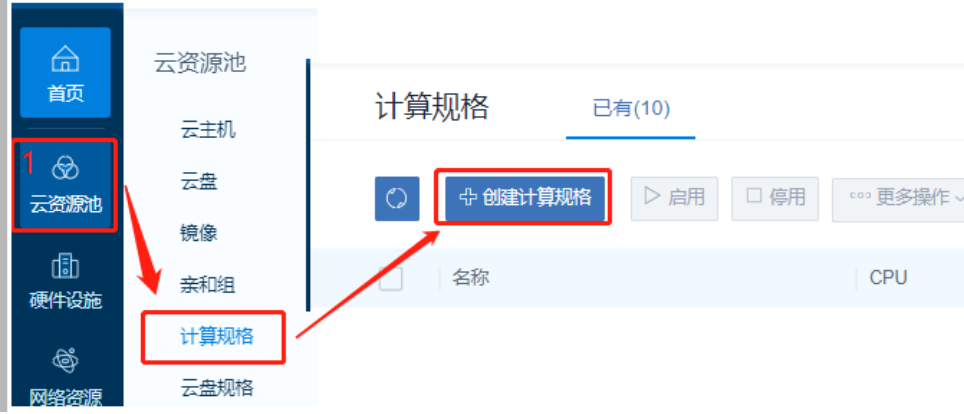 首页
1
云资源池
硬件设施
网络资源
云资源池
云主机
云盘
镜像
亲和组
计算规格
云盘规格
计算规格 已有(10)
创建计算规格 启用 停用 更多操作
名称 CPU